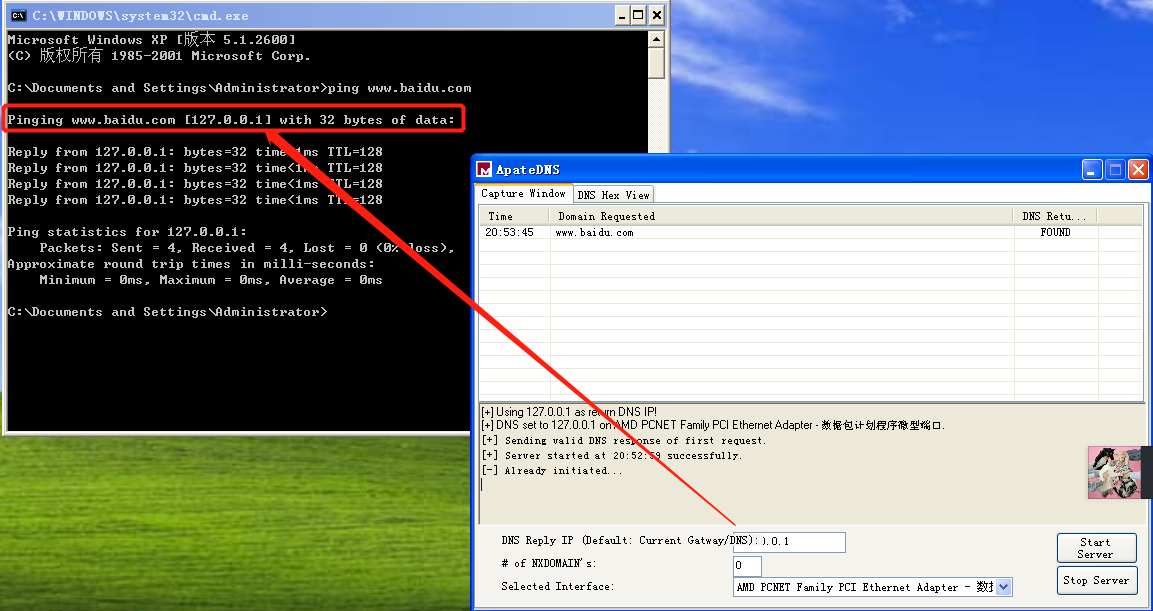 C:\WINDOWS\system32\cmd.exe
Microsoft Windows XP [版本 5.1.2600]
(C) 版权所有 1985-2001 Microsoft Corp.
C:\Documents and Settings\Administrator>ping www.baidu.com
Pinging www.baidu.com [127.0.0.1] with 32 bytes of data:
Reply from 127.0.0.1: bytes=32 time<1ms TTL=128
Reply from 127.0.0.1: bytes=32 time<1ms TTL=128
Reply from 127.0.0.1: bytes=32 time<1ms TTL=128
Reply from 127.0.0.1: bytes=32 time<1ms TTL=128
Ping statistics for 127.0.0.1:
Packets: Sent = 4, Received = 4, Lost = 0 (0% loss),
Approximate round trip times in milli-seconds:
Minimum = 0ms, Maximum = 0ms, Average = 0ms
C:\Documents and Settings\Administrator>
ApateDNS
Capture Window DNS Hex View
Time Domain Requested DNS Retu...
20:53:45 www.baidu.com FOUND
[+] Using 127.0.0.1 as return DNS IP!
[+] DNS set to 127.0.0.1 on AMD PCNET Family PCI Ethernet Adapter - 数据包计划程序微型端口.
[+] Sending valid DNS response of first request.
[+] Server started at 20:52:59 successfully.
[-] Already initiated...
DNS Reply IP (Default: Current Gatway/DNS): .0.1
# of NXDOMAIN's: 0
Selected Interface: AMD PCNET Family PCI Ethernet Adapter - 数
Start Server
Stop Server